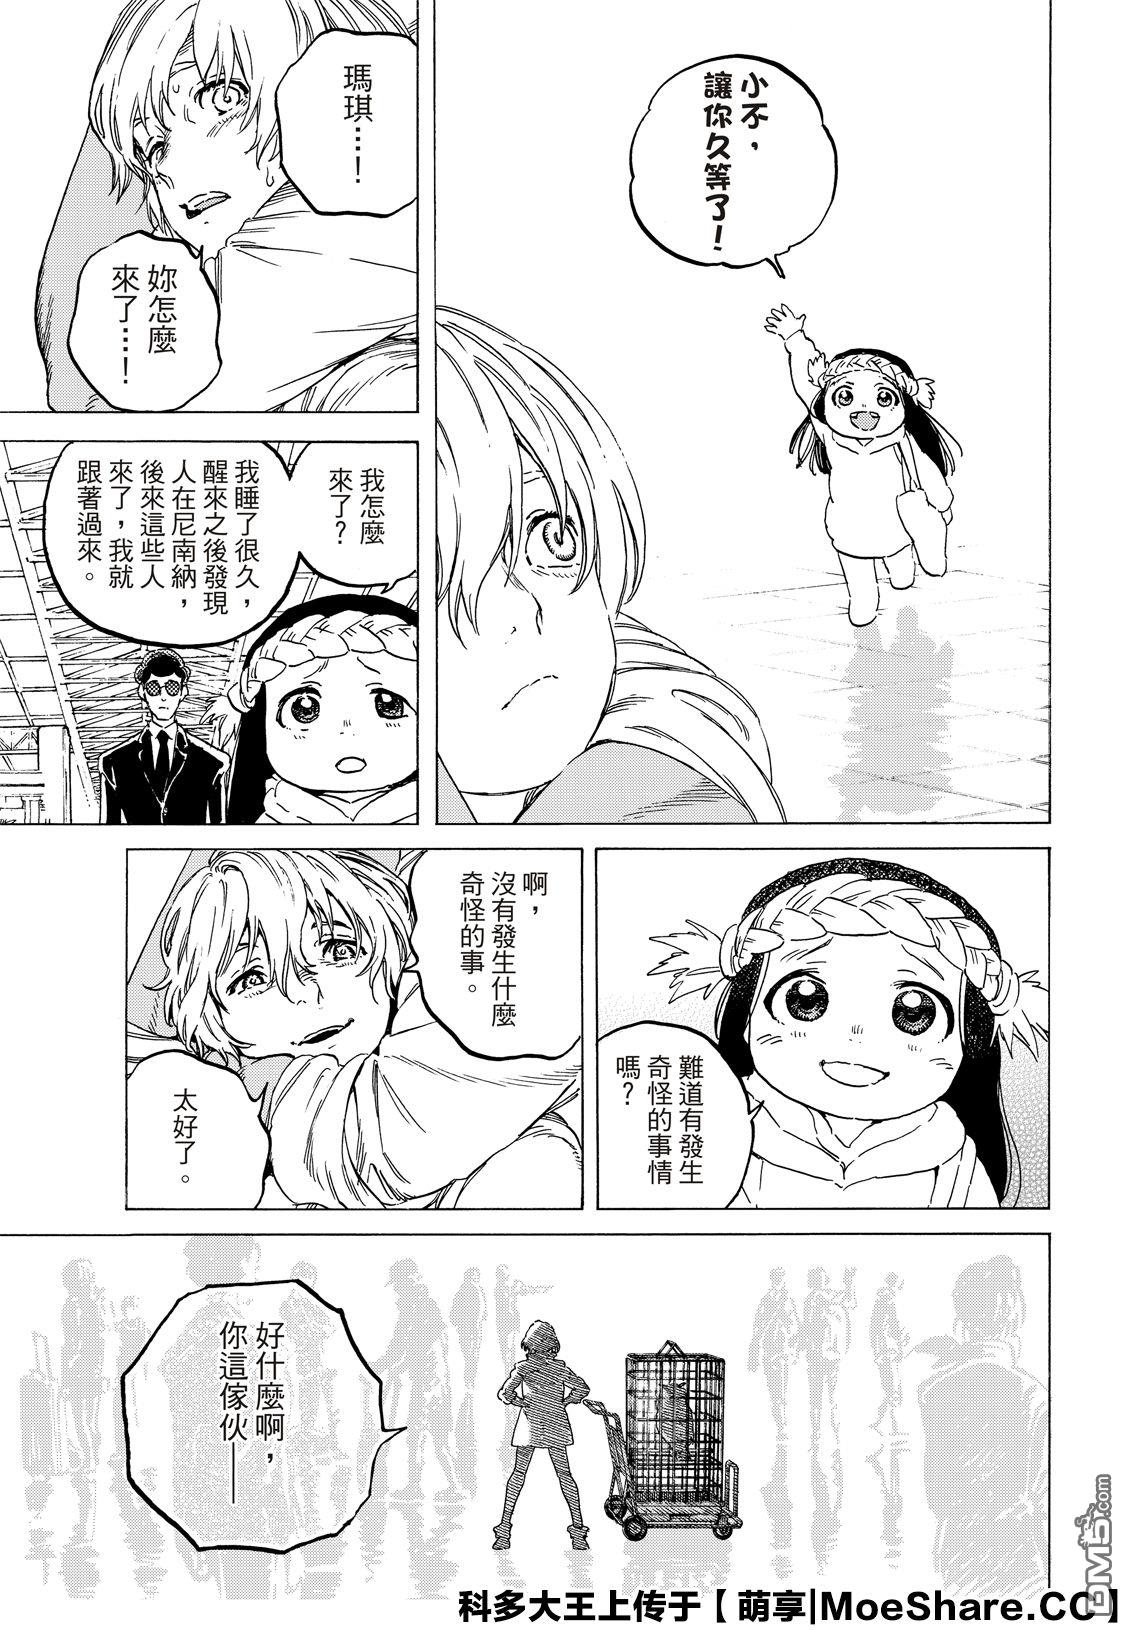 小不，
讓你久等了！
瑪琪…！
妳怎麼
來了…！
我怎麼
來了？
我睡了很久，
醒來之後發現
人在尼南納，
後來這些人
來了，我就
跟著過來。
難道有發生
奇怪的事情
嗎？
啊，
沒有發生什麼
奇怪的事。
太好了。
好什麼啊，
你這傢伙──
DM5.com
科多大王上传于【萌享|MoeShare.CC】